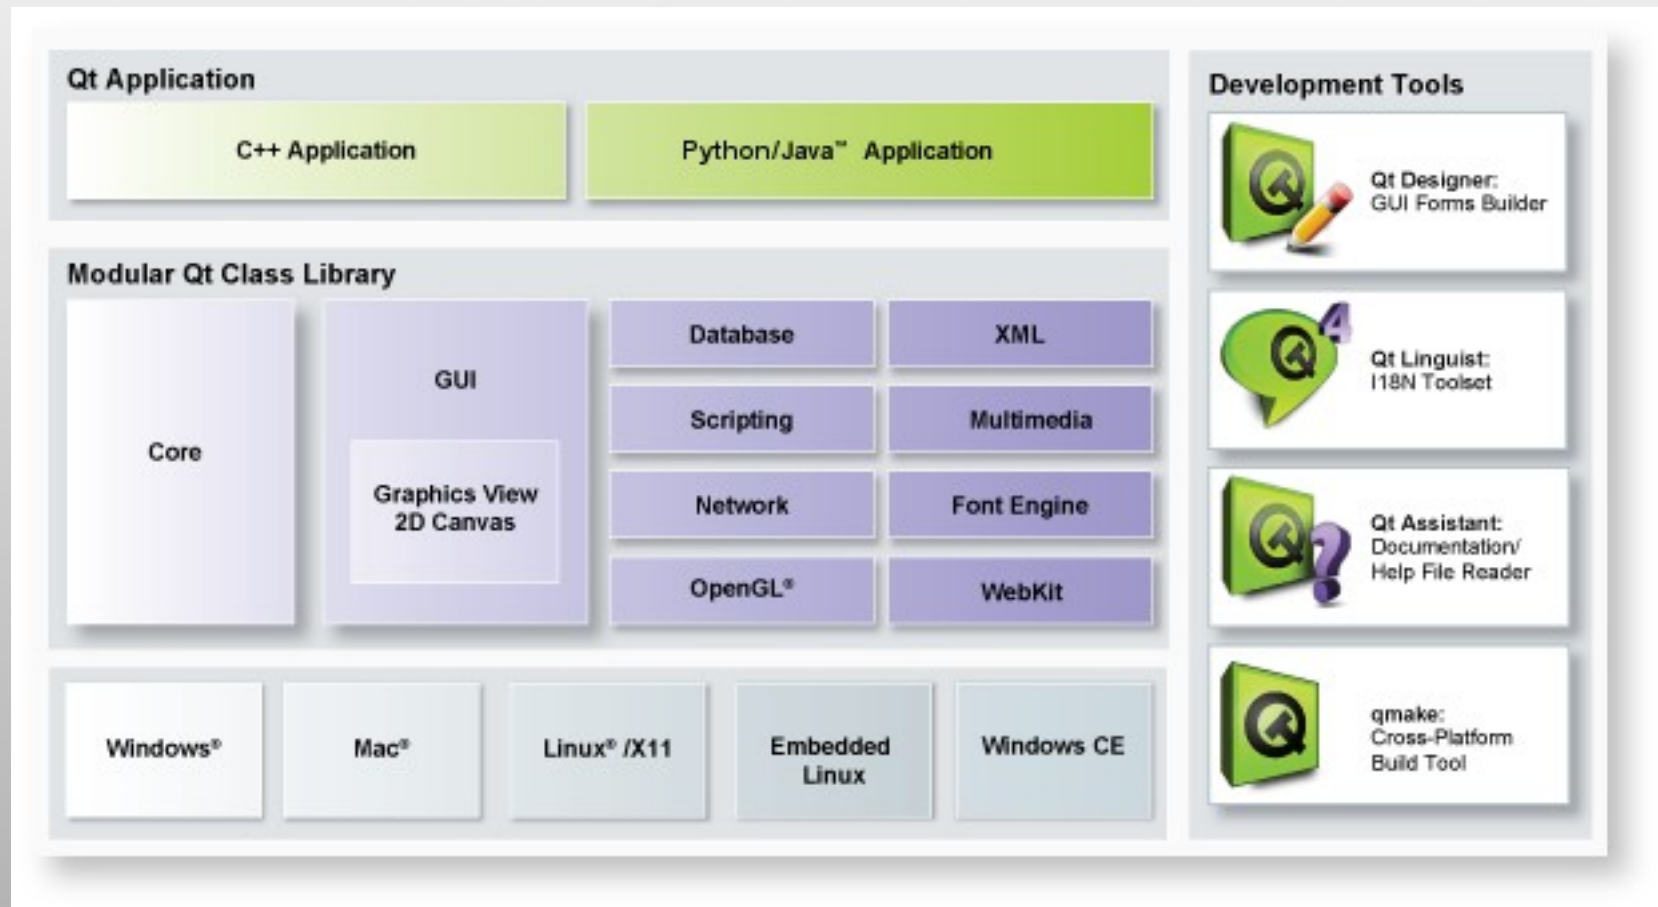 Qt Application
C++ Application
Python/Java™ Application
Modular Qt Class Library
Core
GUI
Graphics View
2D Canvas
Database
XML
Scripting
Multimedia
Network
Font Engine
OpenGL®
WebKit
Windows®
Mac®
Linux® /X11
Embedded
Linux
Windows CE
Development Tools
Qt Designer:
GUI Forms Builder
4
Qt Linguist:
I18N Toolset
?
Qt Assistant:
Documentation/
Help File Reader
qmake:
Cross-Platform
Build Tool